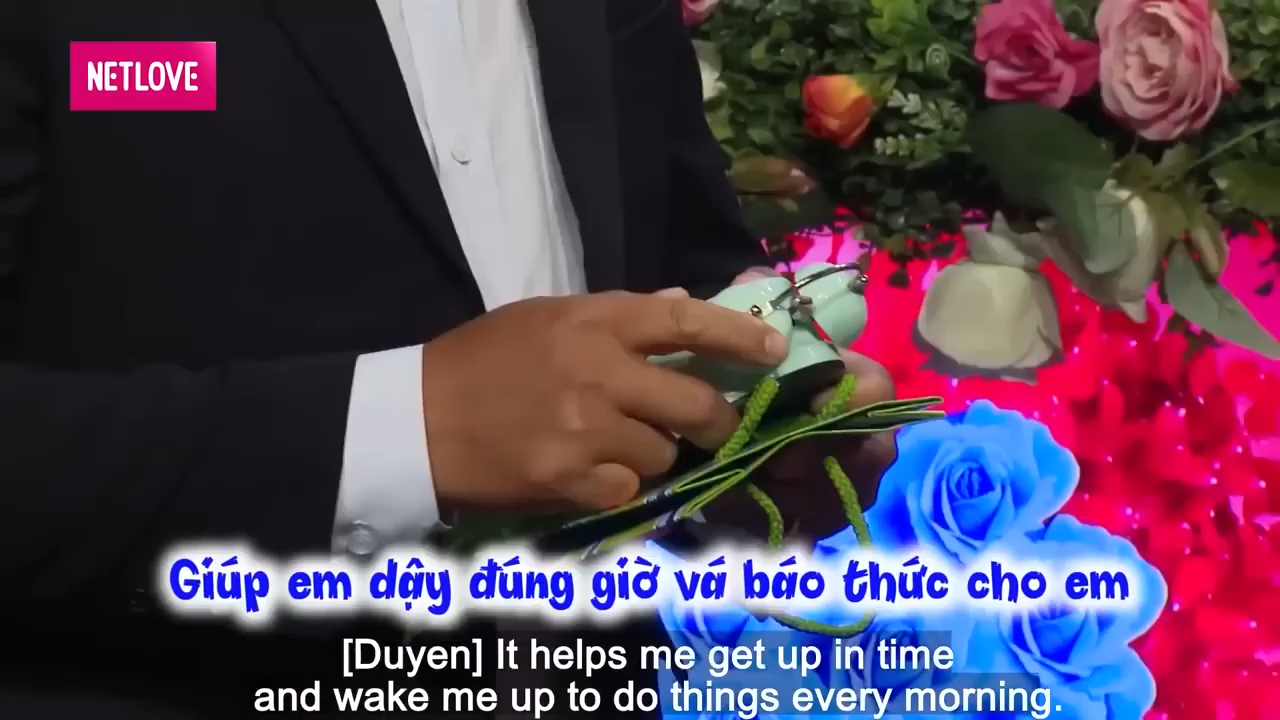 NETLOVE
Giúp em dậy đúng giờ vá báo thức cho em
[Duyen] It helps me get up in time
and wake me up to do things every morning.